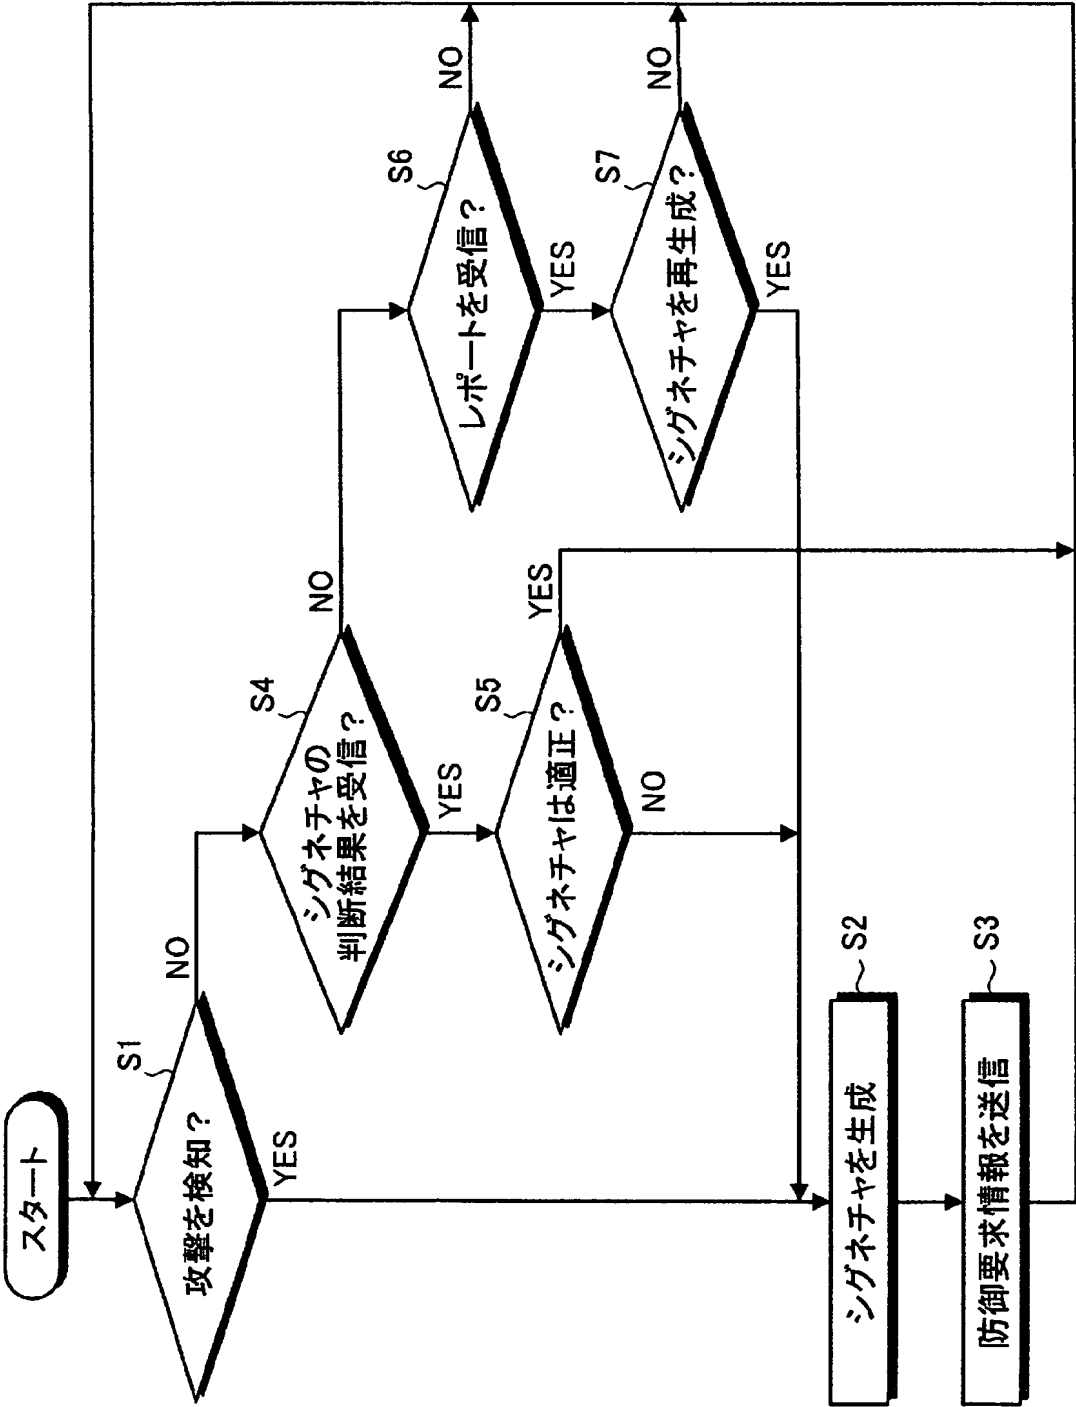 スタート
S1
攻撃を検知?
NO
YES
S4
シグネチャの
判断結果を受信?
NO
YES
S6
レポートを受信?
NO
YES
S5
シグネチャは適正?
YES
NO
S7
シグネチャを再生成?
NO
YES
S2
シグネチャを生成
S3
防御要求情報を送信